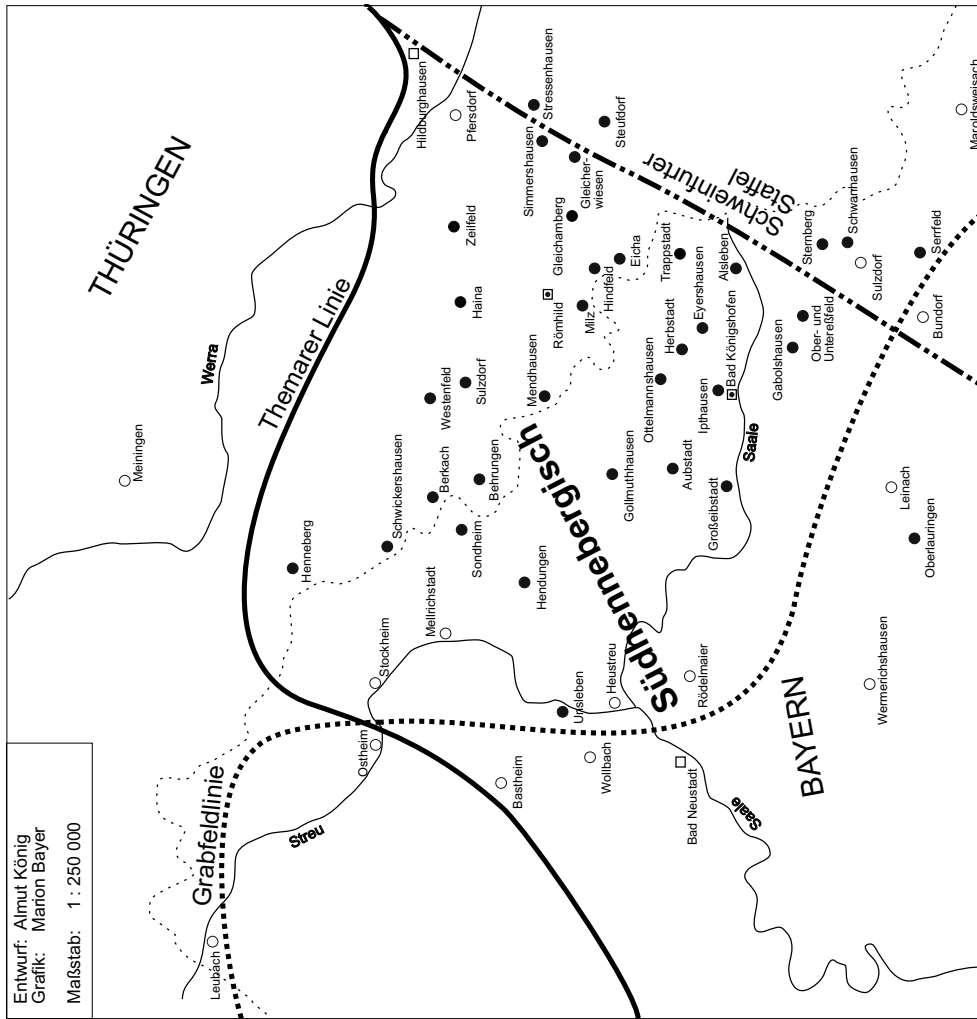 Entwurf: Almut König
Grafik: Marion Bayer
Maßstab: 1 : 250 000
THÜRINGEN
BAYERN
Südhennebergisch
Themarer Linie
Grabfeldlinie
Schweinfurter
Staffel
Werra
Streu
Saale
Saale
Leubach
Ostheim
Stockheim
Mellrichstadt
Henneberg
Schwickershausen
Meiningen
Berkach
Behrungen
Sondheim
Hendungen
Westenfeld
Sulzdorf
Haina
Zeilfeld
Hildburghausen
Pfersdorf
Stressenhausen
Simmershausen
Steufdorf
Gleicher-
wiesen
Gleichamberg
Römhild
Milz
Hindfeld
Eicha
Mendhausen
Trappstadt
Alsleben
Eyershausen
Herbstadt
Ottelmannshausen
Ipthausen
Bad Königshofen
Aubstadt
Gollmuthhausen
Großeibstadt
Gabolshausen
Ober- und
Untereßfeld
Sternberg
Schwanhausen
Sulzdorf
Serrfeld
Bundorf
Maroldsweisach
Leinach
Oberlauringen
Wermerichshausen
Rödelmaier
Heustreu
Unsleben
Wollbach
Bastheim
Bad Neustadt